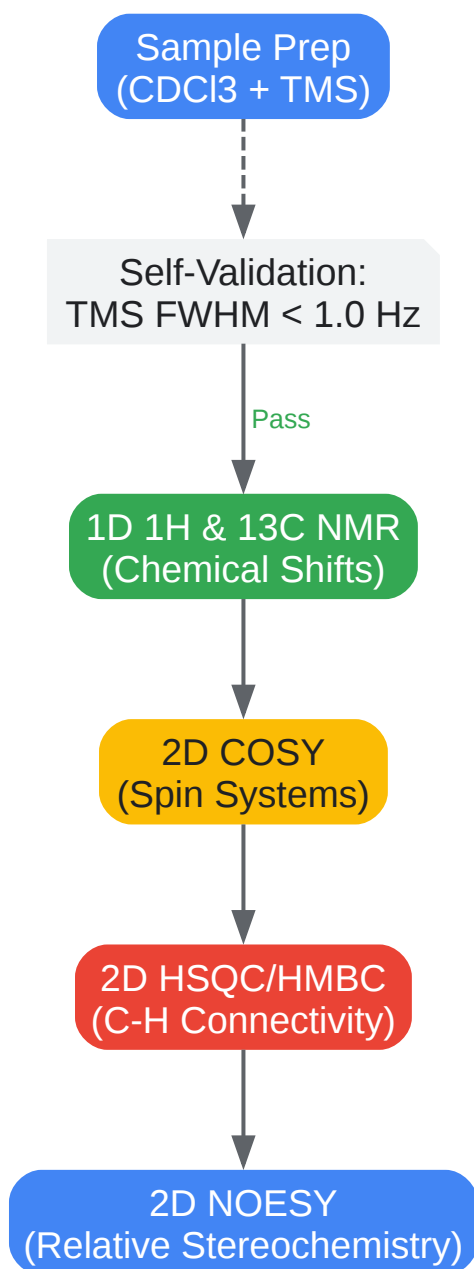 Sample Prep
(CDCl3 + TMS)
Self-Validation:
TMS FWHM < 1.0 Hz
Pass
1D 1H & 13C NMR
(Chemical Shifts)
2D COSY
(Spin Systems)
2D HSQC/HMBC
(C-H Connectivity)
2D NOESY
(Relative Stereochemistry)